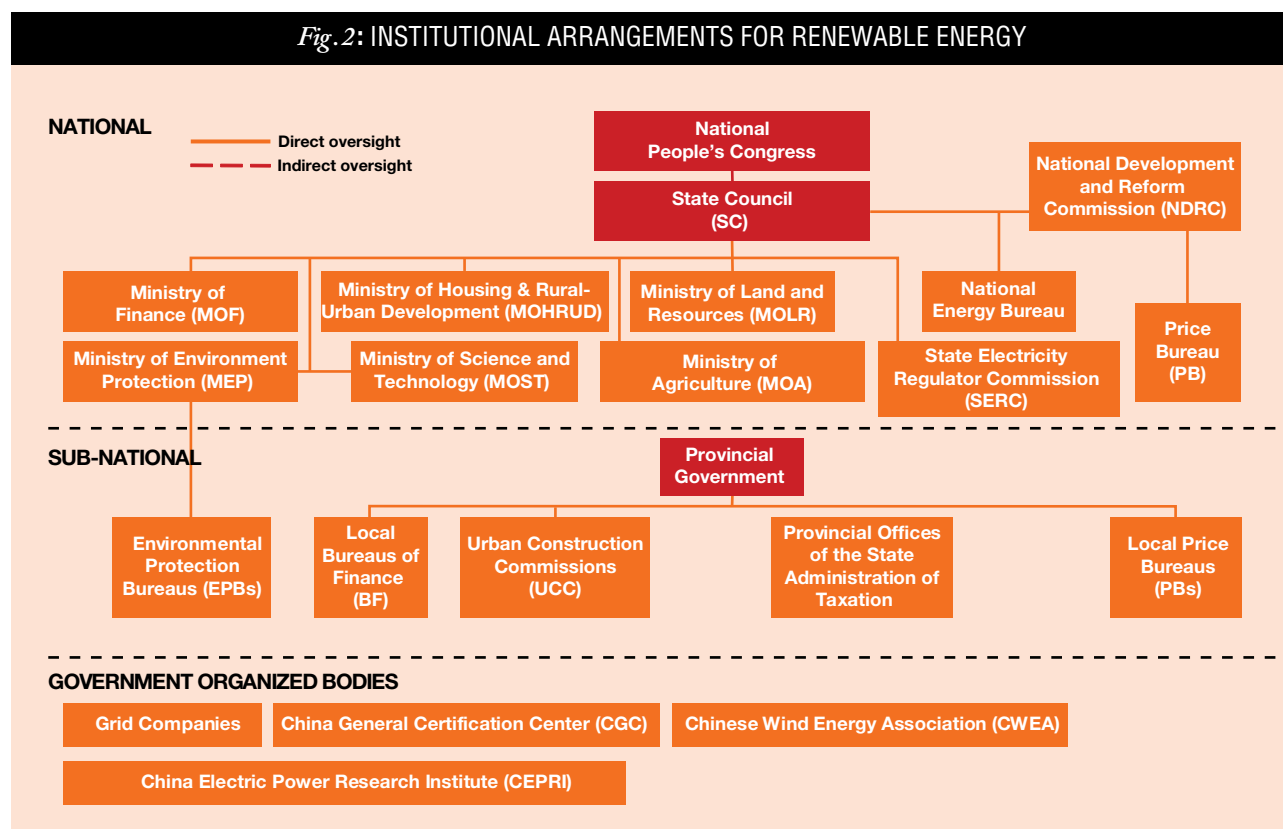 Fig.2: INSTITUTIONAL ARRANGEMENTS FOR RENEWABLE ENERGY
NATIONAL
Direct oversight
Indirect oversight
National
People's Congress
State Council
(SC)
National Development
and Reform
Commission (NDRC)
Ministry of
Finance (MOF)
Ministry of Housing & Rural-
Urban Development (MOHRUD)
Ministry of Land and
Resources (MOLR)
National
Energy Bureau
Price
Bureau
(PB)
Ministry of Environment
Protection (MEP)
Ministry of Science and
Technology (MOST)
Ministry of
Agriculture (MOA)
State Electricity
Regulator Commission
(SERC)
SUB-NATIONAL
Provincial
Government
Environmental
Protection
Bureaus (EPBs)
Local
Bureaus of
Finance
(BF)
Urban Construction
Commissions
(UCC)
Provincial Offices
of the State
Administration of
Taxation
Local Price
Bureaus
(PBs)
GOVERNMENT ORGANIZED BODIES
Grid Companies
China General Certification Center (CGC)
Chinese Wind Energy Association (CWEA)
China Electric Power Research Institute (CEPRI)